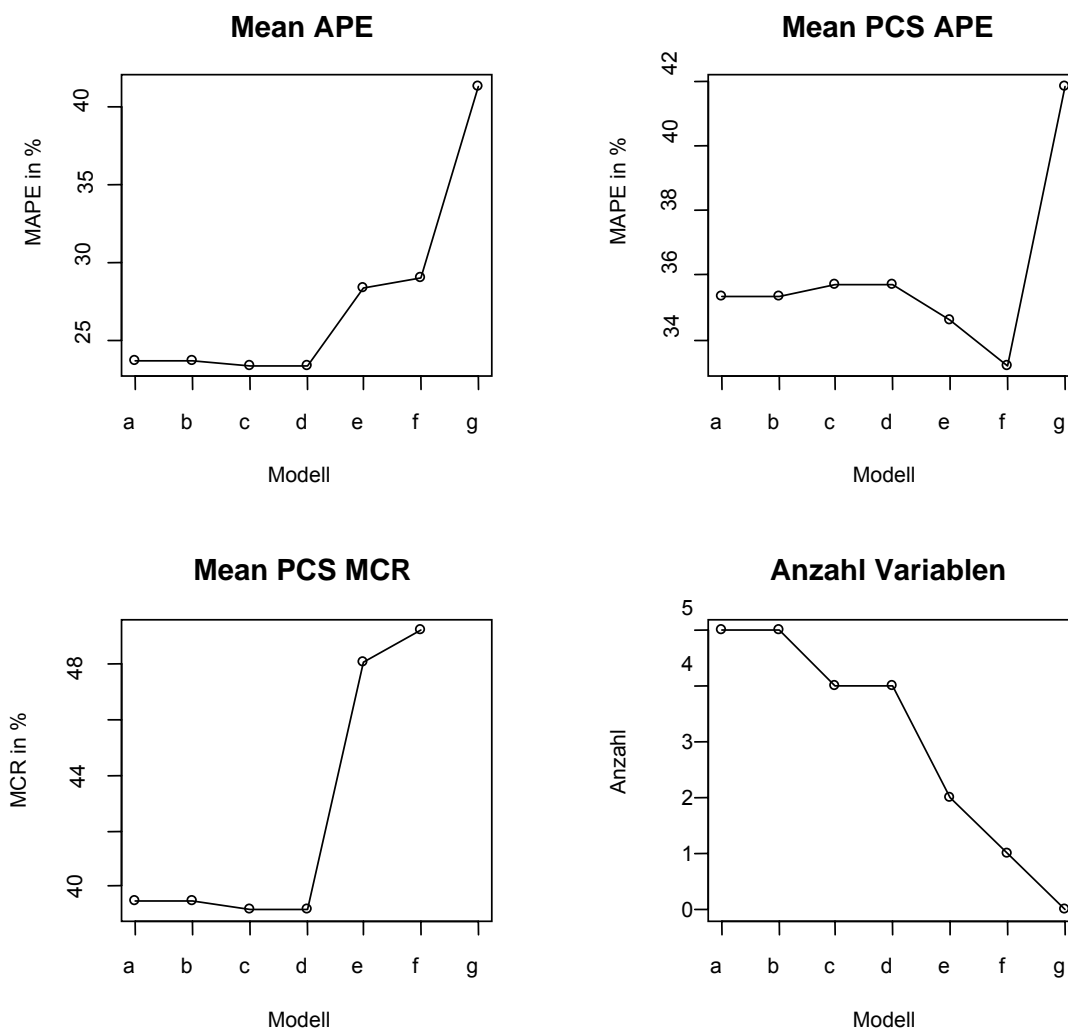 Mean APE
MAPE in %
40
35
30
25
a b c d e f g
Modell
Mean PCS APE
MAPE in %
42
40
38
36
34
a b c d e f g
Modell
Mean PCS MCR
MCR in %
48
44
40
a b c d e f g
Modell
Anzahl Variablen
Anzahl
5
4
3
2
1
0
a b c d e f g
Modell